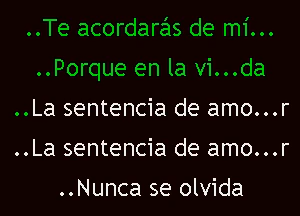 ..Te acordarás de mi...
..Porque en la vi...da
..La sentencia de amo...r
..La sentencia de amo...r
..Nunca se olvida